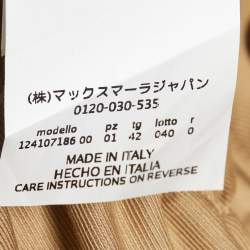 (株)マックスマーラジャパン
0120-030-535
modello pz tg lotto r
124107186 00 01 42 040 0
MADE IN ITALY
HECHO EN ITALIA
CARE INSTRUCTIONS ON REVERSE